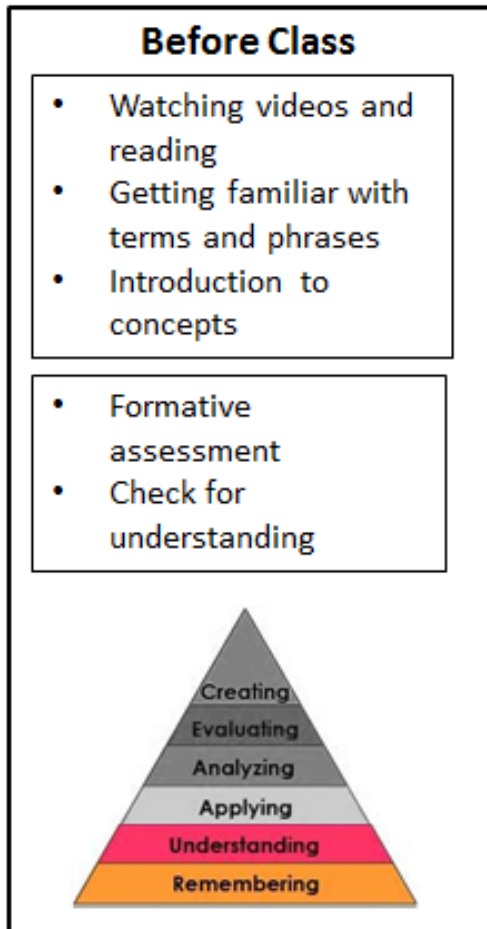 Before Class
• Watching videos and
reading
• Getting familiar with
terms and phrases
• Introduction to
concepts
• Formative
assessment
• Check for
understanding
Creating
Evaluating
Analyzing
Applying
Understanding
Remembering